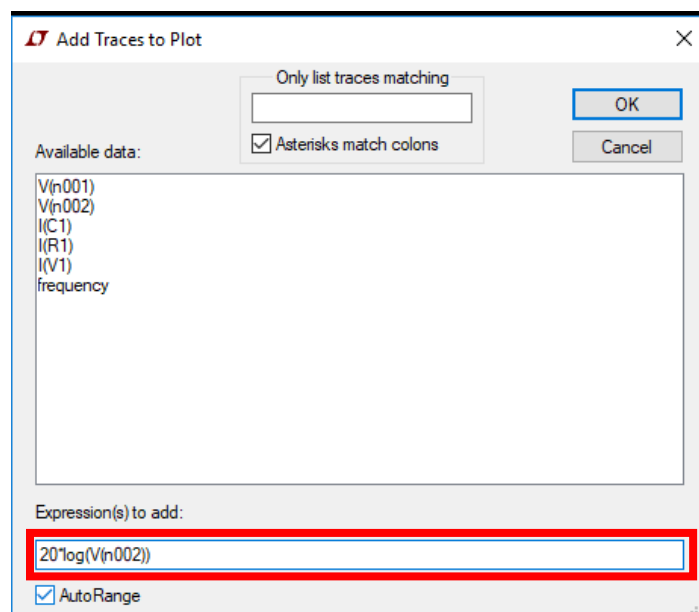 Add Traces to Plot
Only list traces matching
OK
Asterisks match colons
Cancel
Available data:
V(n001)
V(n002)
I(C1)
I(R1)
I(V1)
frequency
Expression(s) to add:
20*log(V(n002))
AutoRange